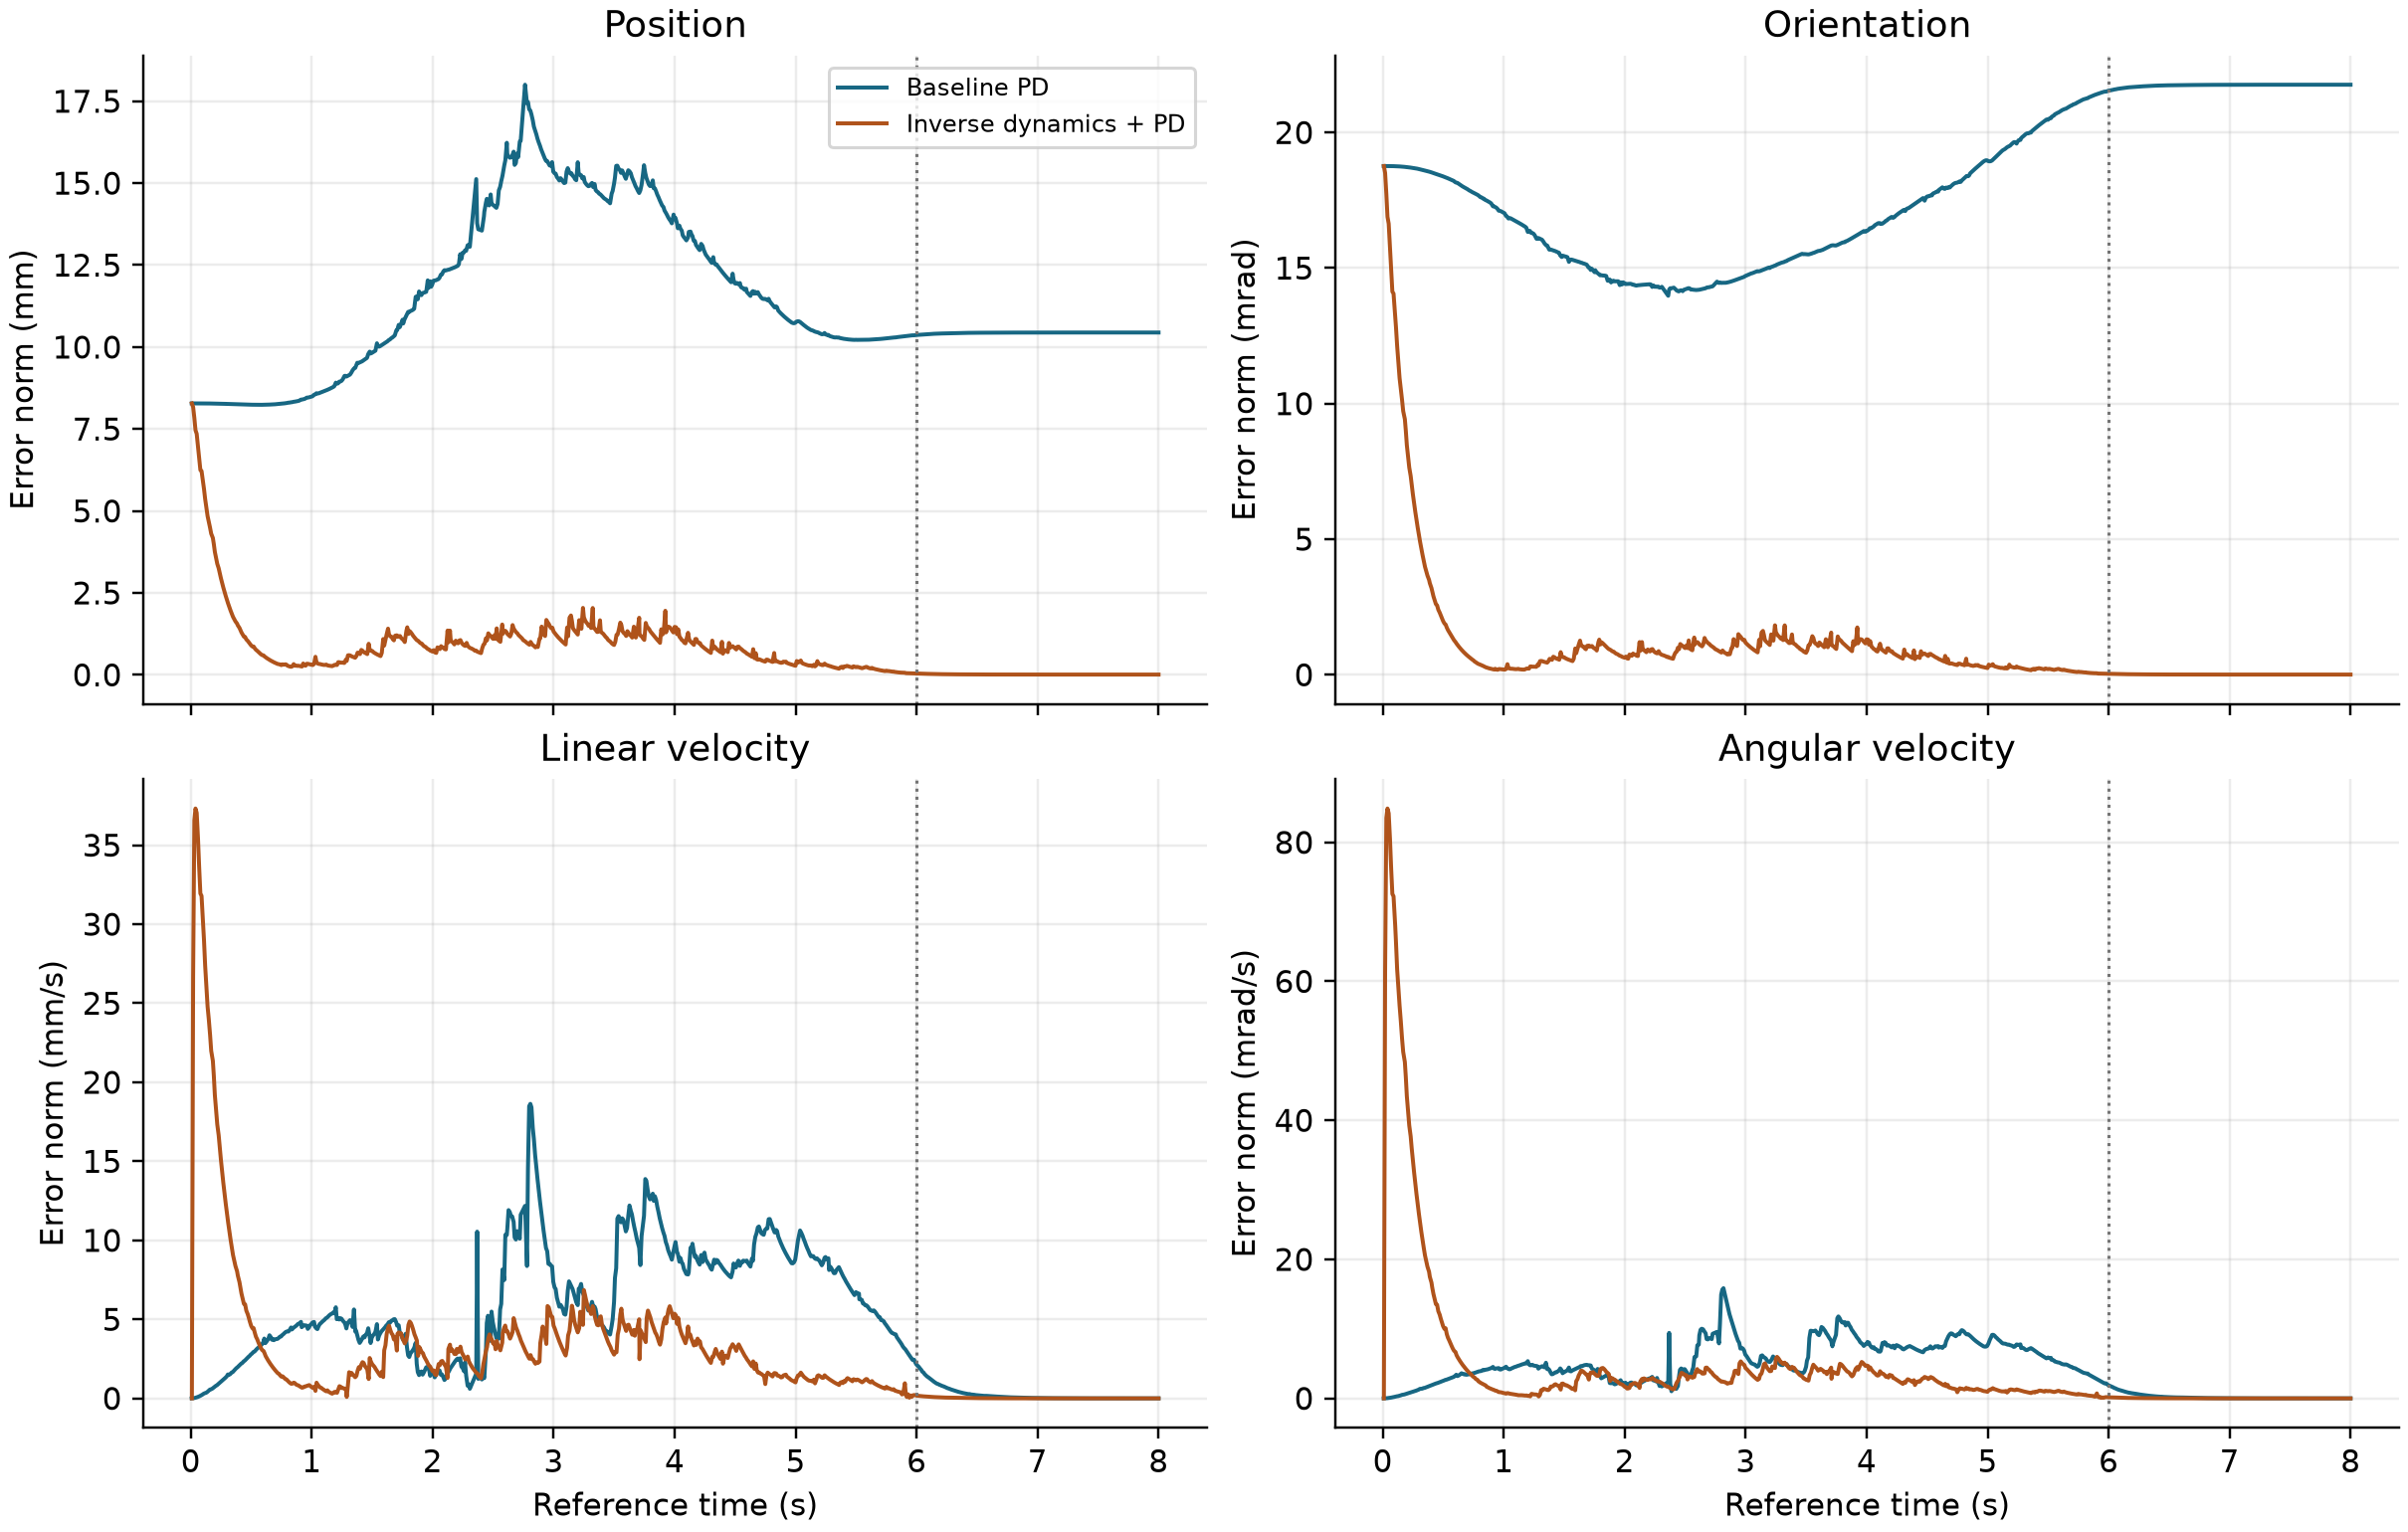 Position
Error norm (mm)
17.5
15.0
12.5
10.0
7.5
5.0
2.5
0.0
Baseline PD
Inverse dynamics + PD
Orientation
Error norm (mrad)
20
15
10
5
0
Linear velocity
Error norm (mm/s)
35
30
25
20
15
10
5
0
0 1 2 3 4 5 6 7 8
Reference time (s)
Angular velocity
Error norm (mrad/s)
80
60
40
20
0
0 1 2 3 4 5 6 7 8
Reference time (s)